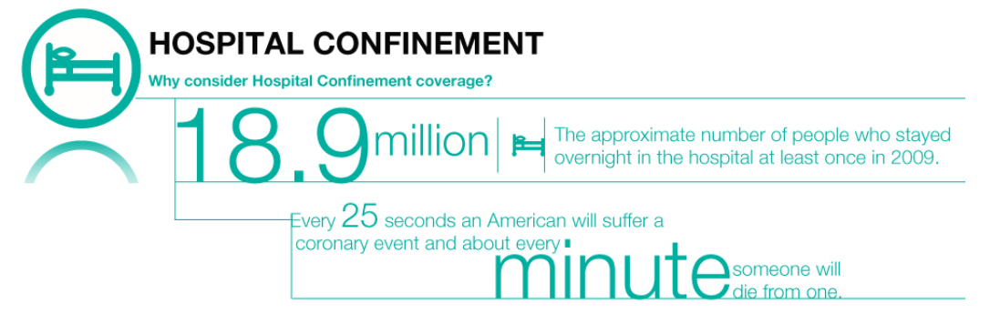 HOSPITAL CONFINEMENT
Why consider Hospital Confinement coverage?
18.9 million
The approximate number of people who stayed
overnight in the hospital at least once in 2009.
Every 25 seconds an American will suffer a
coronary event and about every
minute someone will
die from one.